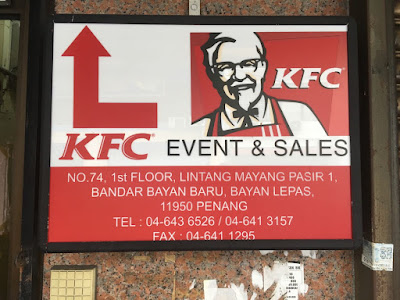 KFC
KFC EVENT & SALES
NO.74, 1st FLOOR, LINTANG MAYANG PASIR 1,
BANDAR BAYAN BARU, BAYAN LEPAS,
11950 PENANG
TEL : 04-643 6526 / 04-641 3157
FAX : 04-641 1295